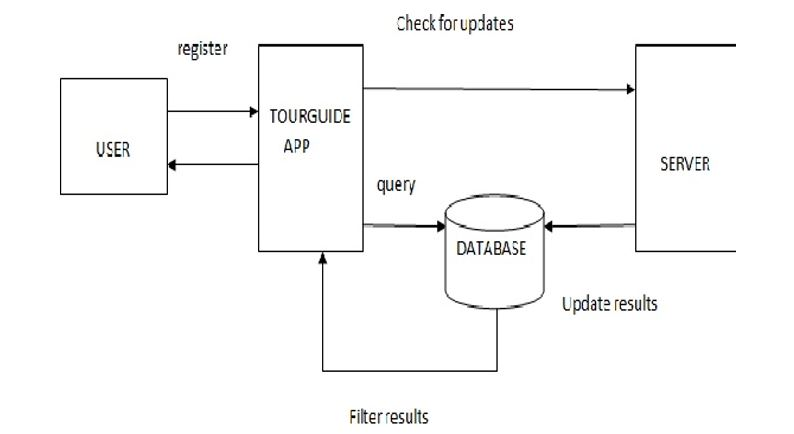 Check for updates
register
TOURGUIDE
APP
USER
SERVER
query
DATABASE
Update results
Filter results